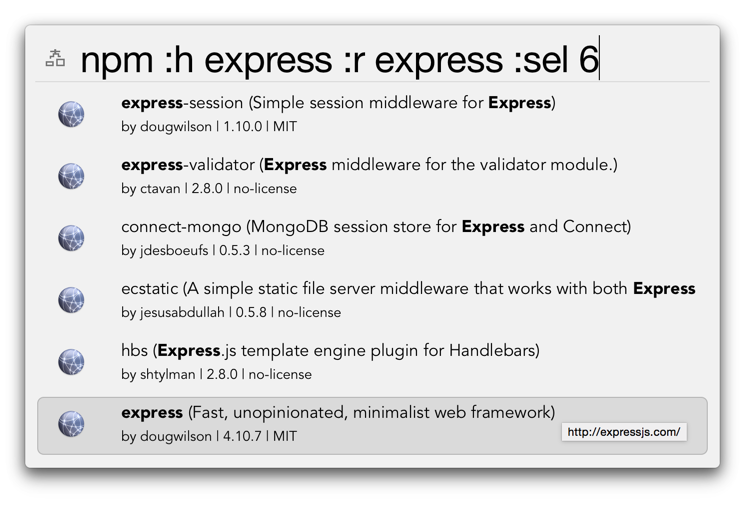 npm :h express :r express :sel 6
express-session (Simple session middleware for Express)
by dougwilson | 1.10.0 | MIT
express-validator (Express middleware for the validator module.)
by ctavan | 2.8.0 | no-license
connect-mongo (MongoDB session store for Express and Connect)
by jdesboeufs | 0.5.3 | no-license
ecstatic (A simple static file server middleware that works with both Express
by jesusabdullah | 0.5.8 | no-license
hbs (Express.js template engine plugin for Handlebars)
by shtylman | 2.8.0 | no-license
express (Fast, unopinionated, minimalist web framework)
by dougwilson | 4.10.7 | MIT
http://expressjs.com/